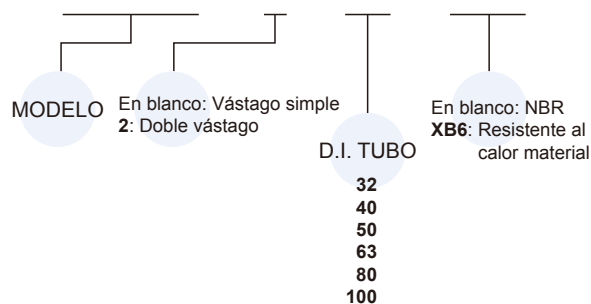 MODELO
En blanco: Vástago simple
2: Doble vástago
D.I. TUBO
32
40
50
63
80
100
En blanco: NBR
XB6: Resistente al
calor material